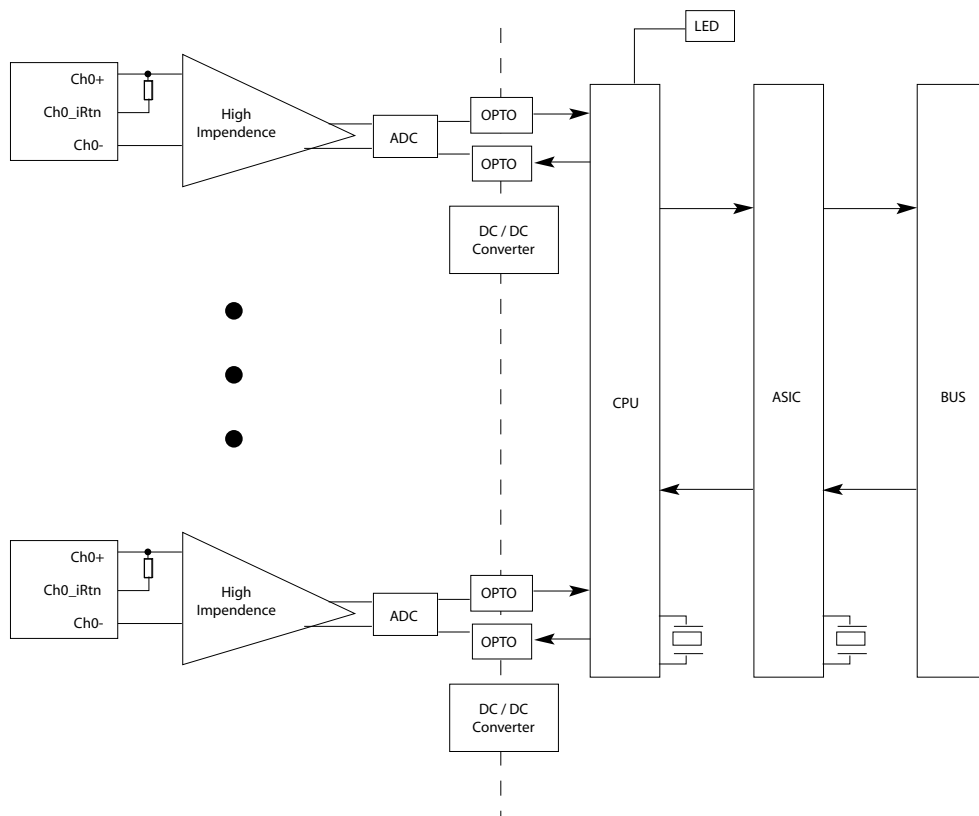 LED
Ch0+
Ch0_iRtn
Ch0-
High
Impendence
ADC
OPTO
OPTO
DC / DC
Converter
CPU
ASIC
BUS
Ch0+
Ch0_iRtn
Ch0-
High
Impendence
ADC
OPTO
OPTO
DC / DC
Converter